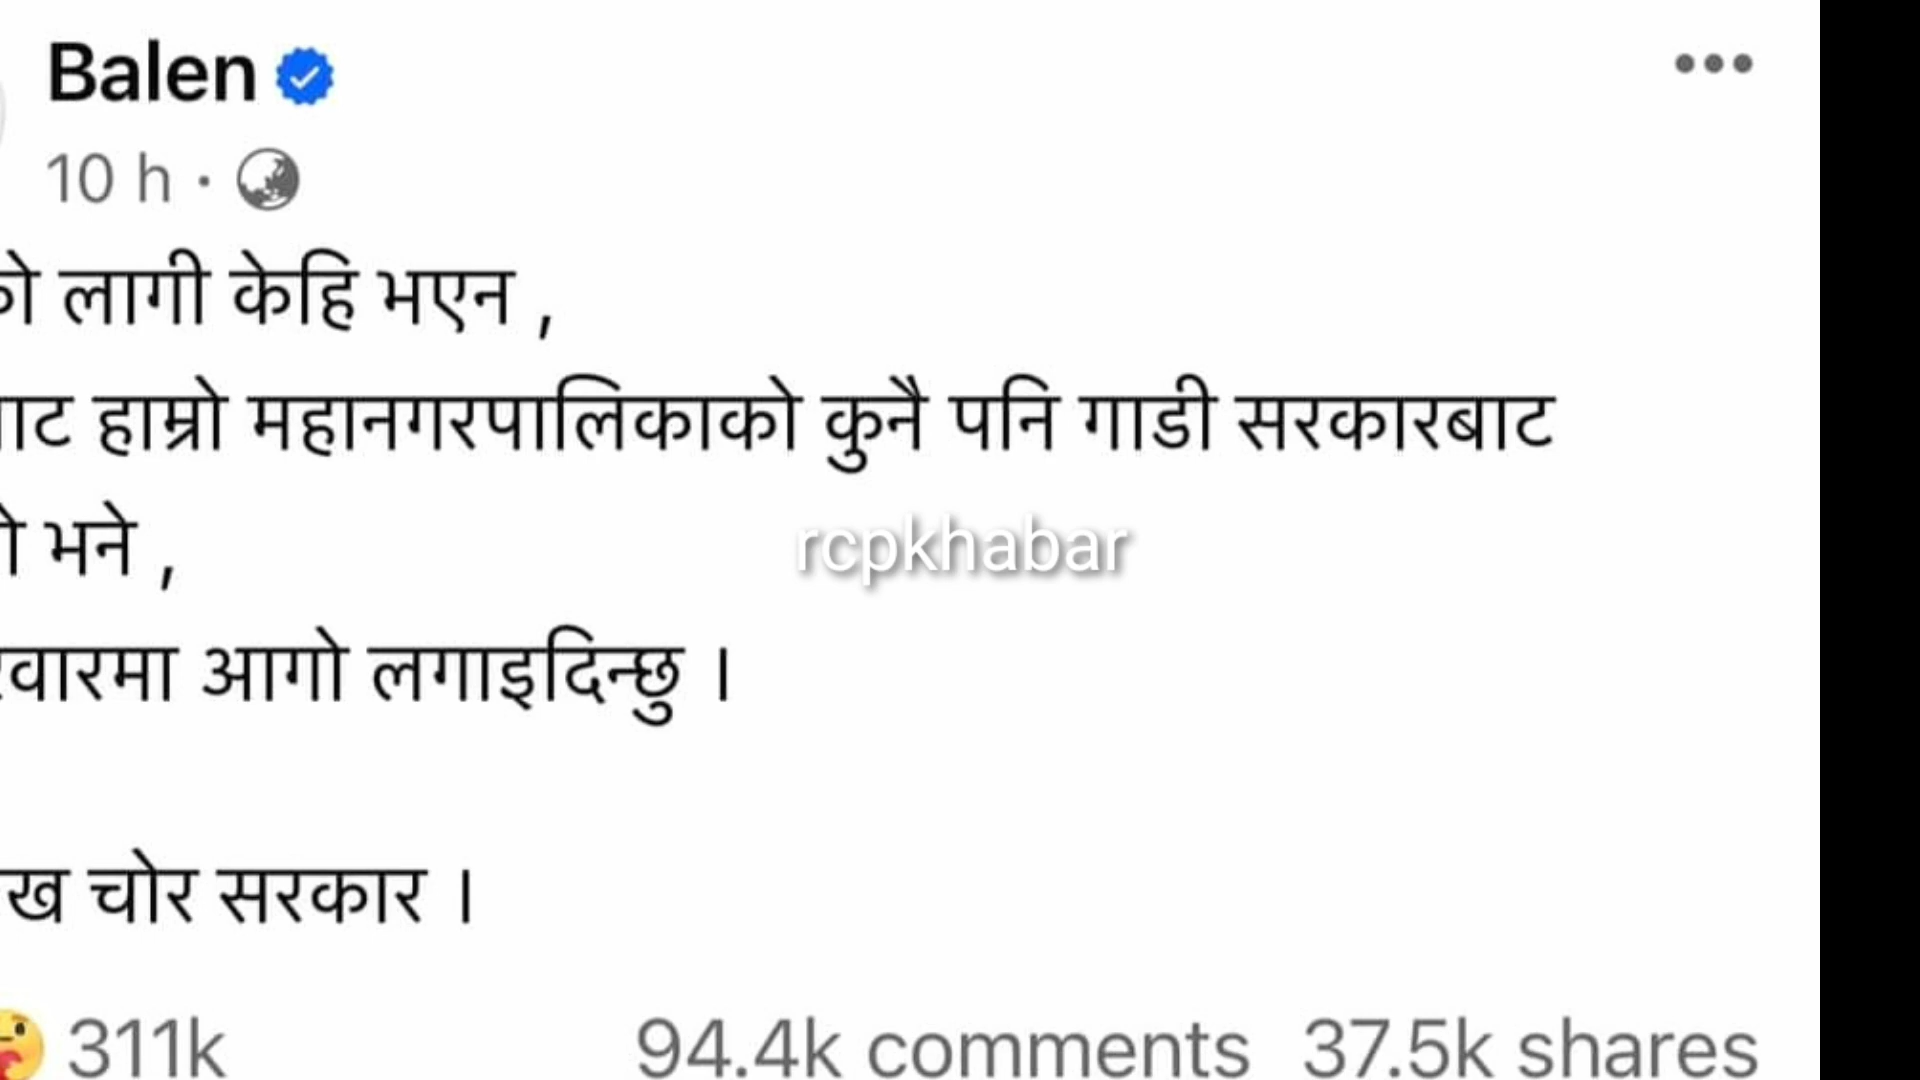 Balen
10 h ·
को लागी केहि भएन ,
हाम्रो महानगरपालिकाको कुनै पनि गाडी सरकारबाट
भने ,
आगो लगाइदिन्छु ।
rcpkhabar
चोर सरकार ।
311k 94.4k comments 37.5k shares